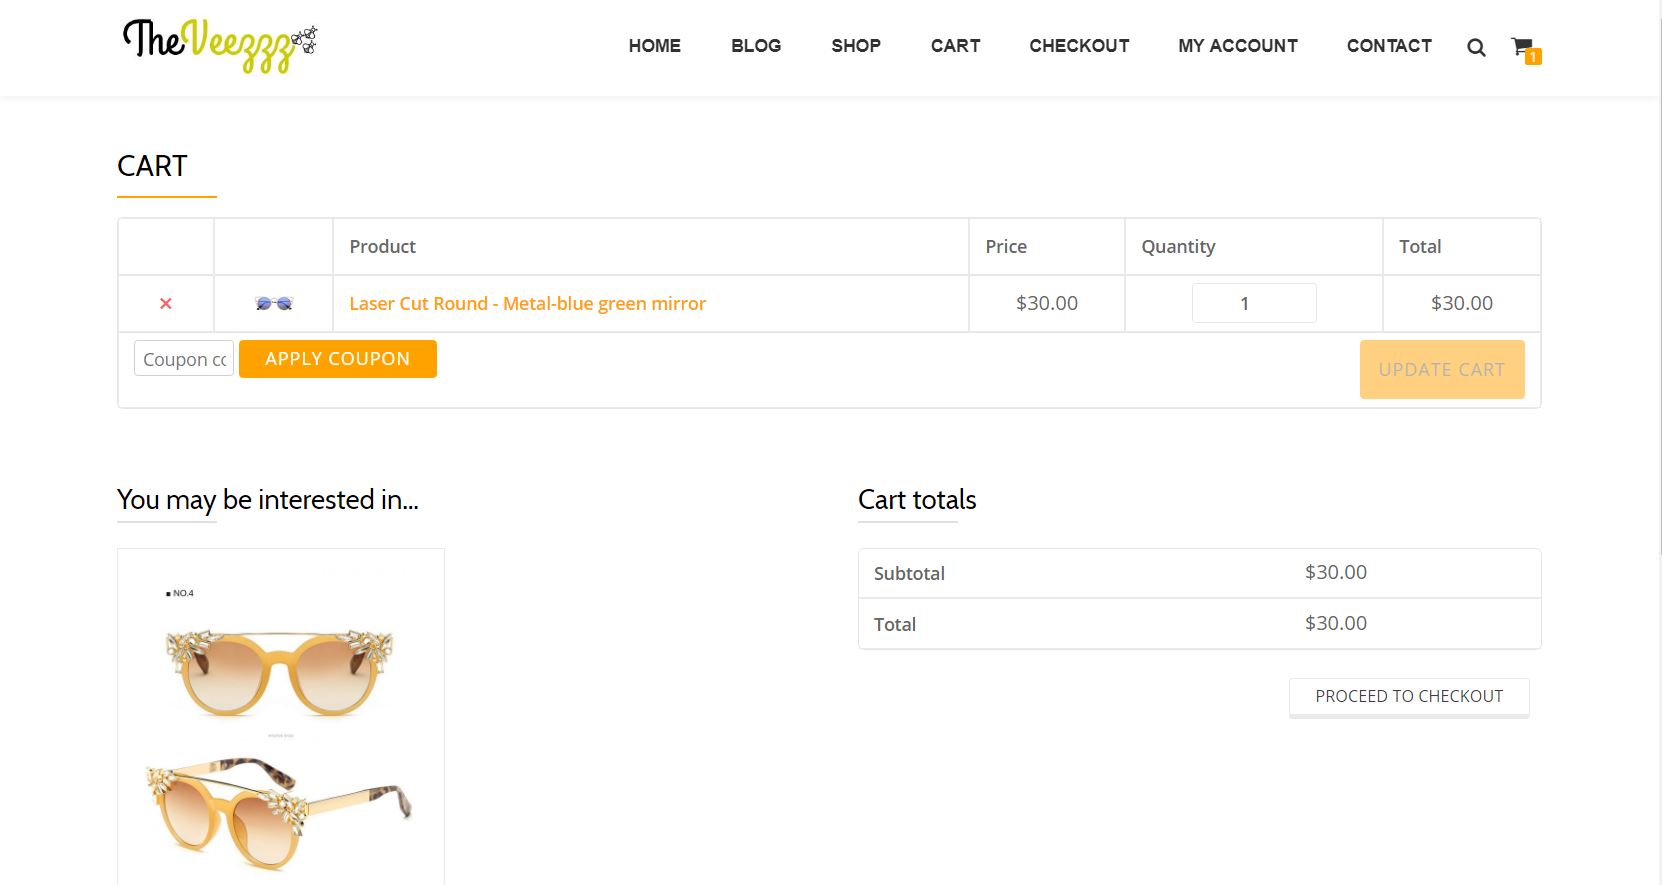 TheVeezzz
HOME BLOG SHOP CART CHECKOUT MY ACCOUNT CONTACT 1
CART
Product Price Quantity Total
× Laser Cut Round - Metal-blue green mirror $30.00 1 $30.00
Coupon cc APPLY COUPON UPDATE CART
You may be interested in...
Cart totals
Subtotal $30.00
Total $30.00
PROCEED TO CHECKOUT
■ NO.4